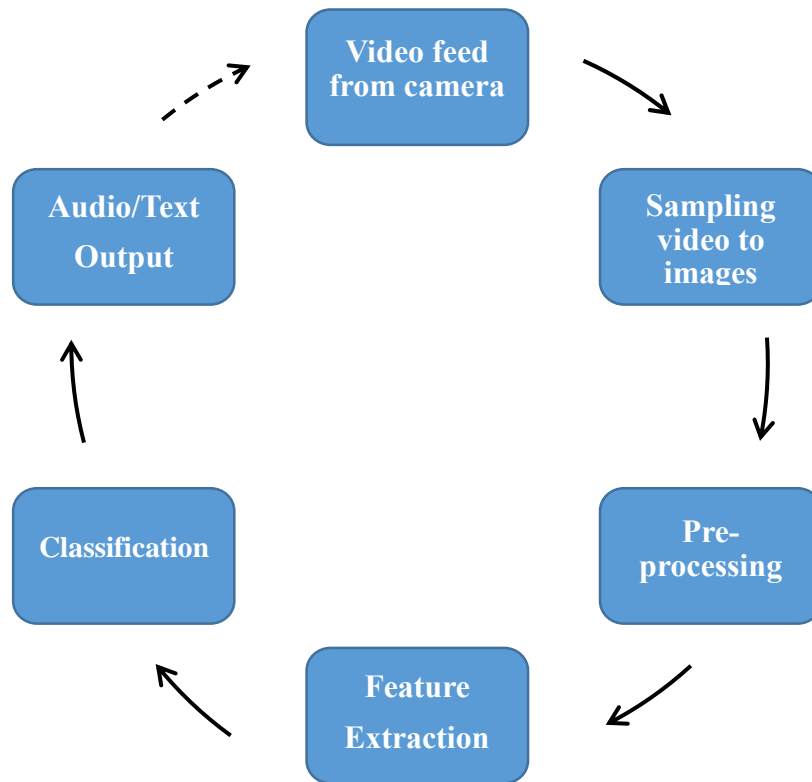 Video feed
from camera
Sampling
video to
images
Pre-
processing
Feature
Extraction
Classification
Audio/Text
Output